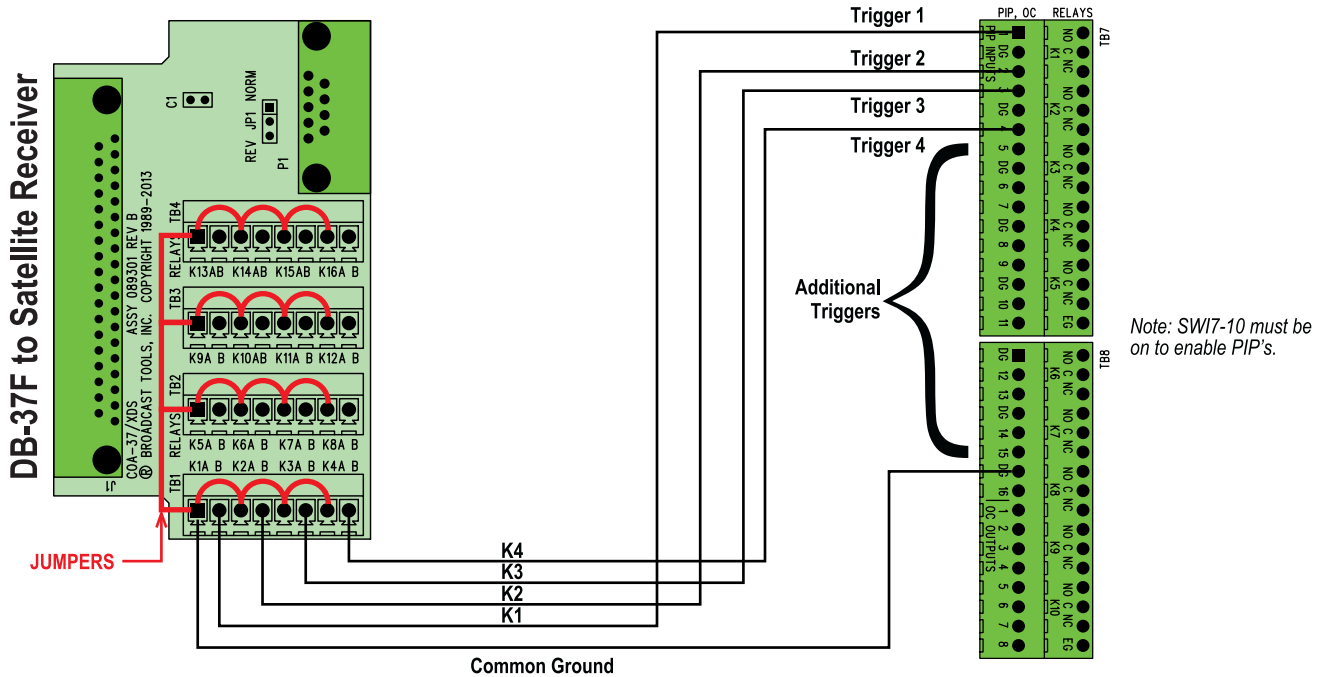 DB-37F to Satellite Receiver
C1
REV JP1 NORM
P1
COA-37/XDS ASSY 089301 REV B
® BROADCAST TOOLS, INC. COPYRIGHT 1989-2013
J1
TB4
RELAYS
K13AB K14AB K15AB K16A B
TB3
RELAYS
K9A B K10AB K11A B K12A B
TB2
RELAYS
K5A B K6A B K7A B K8A B
K1A B K2A B K3A B K4A B
TB1
JUMPERS
K4
K3
K2
K1
Common Ground
Trigger 1
Trigger 2
Trigger 3
Trigger 4
Additional
Triggers
PIP, OC RELAYS
PIP INPUTS
TB7
1 NO
DG C K1
2 NC
3 NO
DG C K2
4 NC
5 NO
DG C K3
6 NC
7 NO
DG C K4
8 NC
9 NO
DG C K5
10 NC
11 EG
TB8
DG NO
12 C K6
13 NC
DG NO
14 C K7
15 NC
DG NO
16 C K8
OC OUTPUTS
1 NC
2 NO
3 C K9
4 NC
5 NO
6 C K10
7 NC
8 EG
Note: SWI7-10 must be
on to enable PIP's.